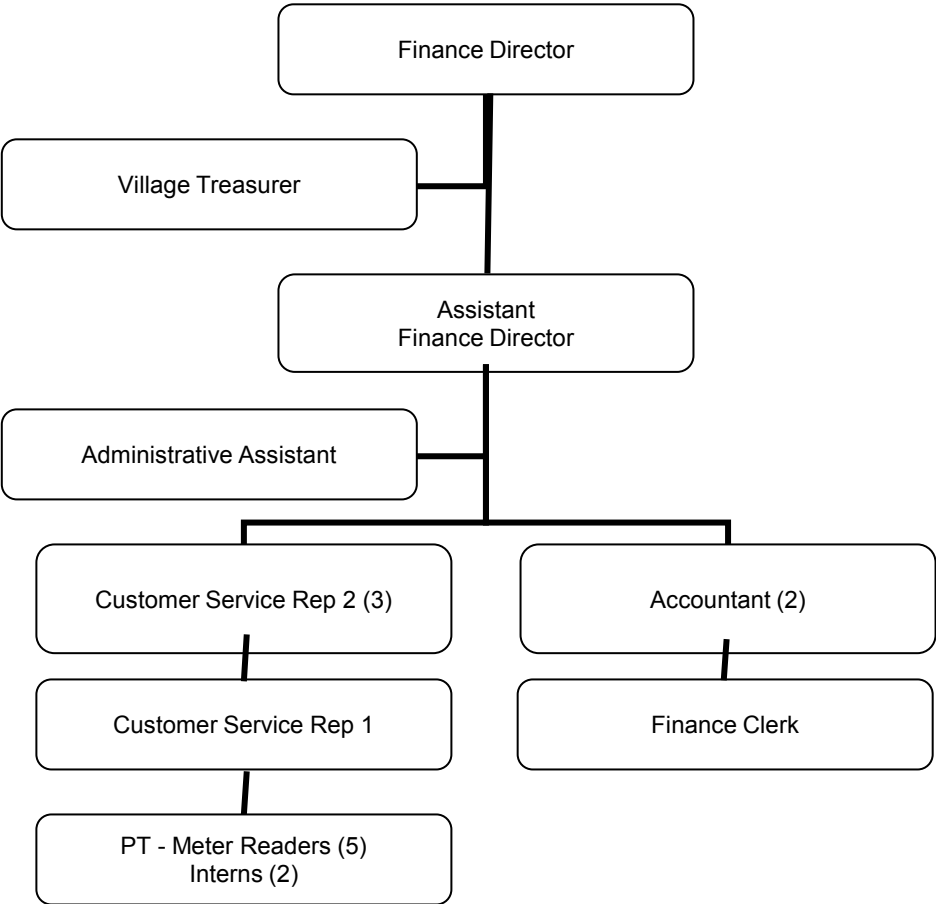 Finance Director
Village Treasurer
Assistant
Finance Director
Administrative Assistant
Customer Service Rep 2 (3)
Accountant (2)
Customer Service Rep 1
Finance Clerk
PT - Meter Readers (5)
Interns (2)